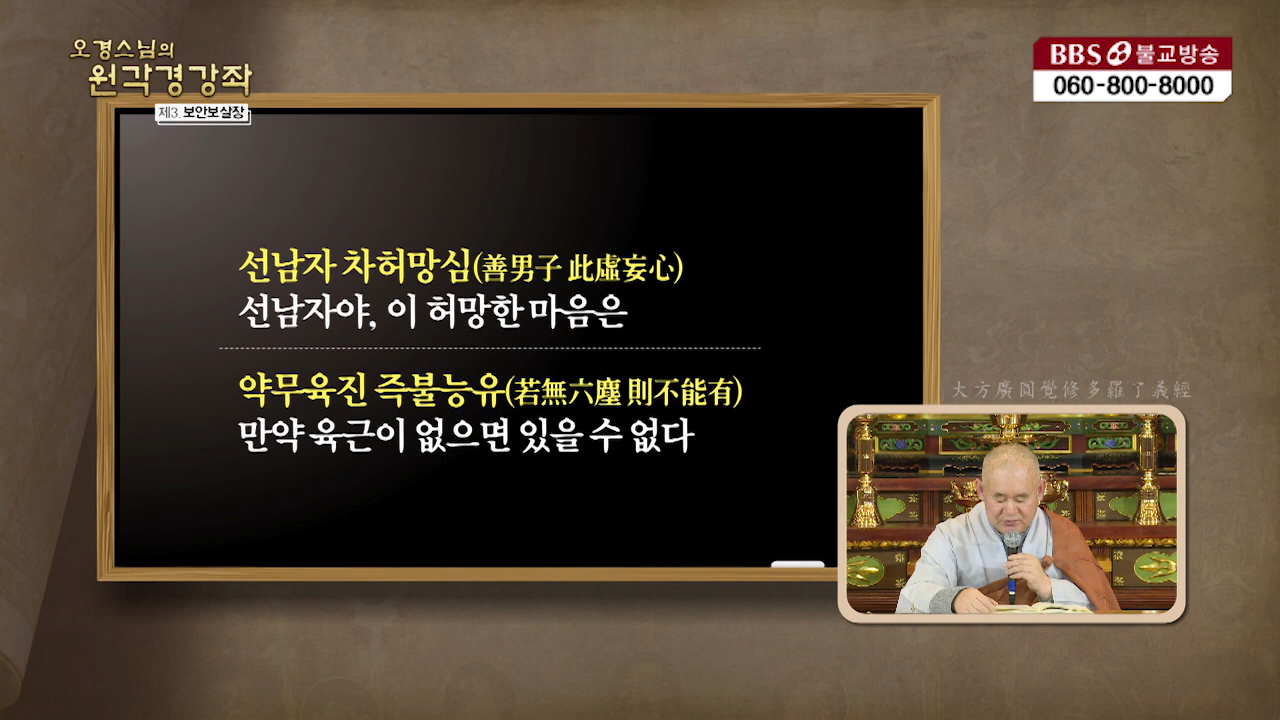 오경스님의
원각경강좌
제3. 보안보살장
BBS 불교방송
060-800-8000
선남자 차허망심(善男子 此虛妄心)
선남자야, 이 허망한 마음은
약무육진 즉불능유(若無六塵 則不能有)
만약 육근이 없으면 있을 수 없다
大方廣圓覺修多羅了義經